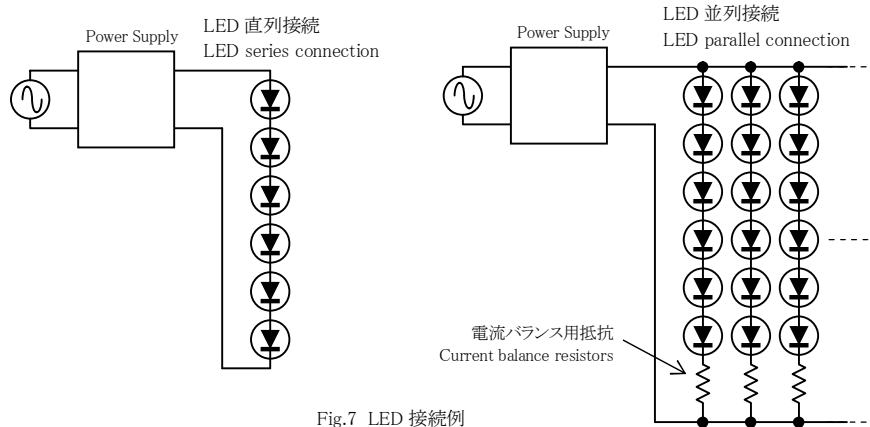 LED 直列接続
Power Supply
LED series connection
LED 並列接続
Power Supply
LED parallel connection
電流バランス用抵抗
Current balance resistors
Fig.7 LED 接続例